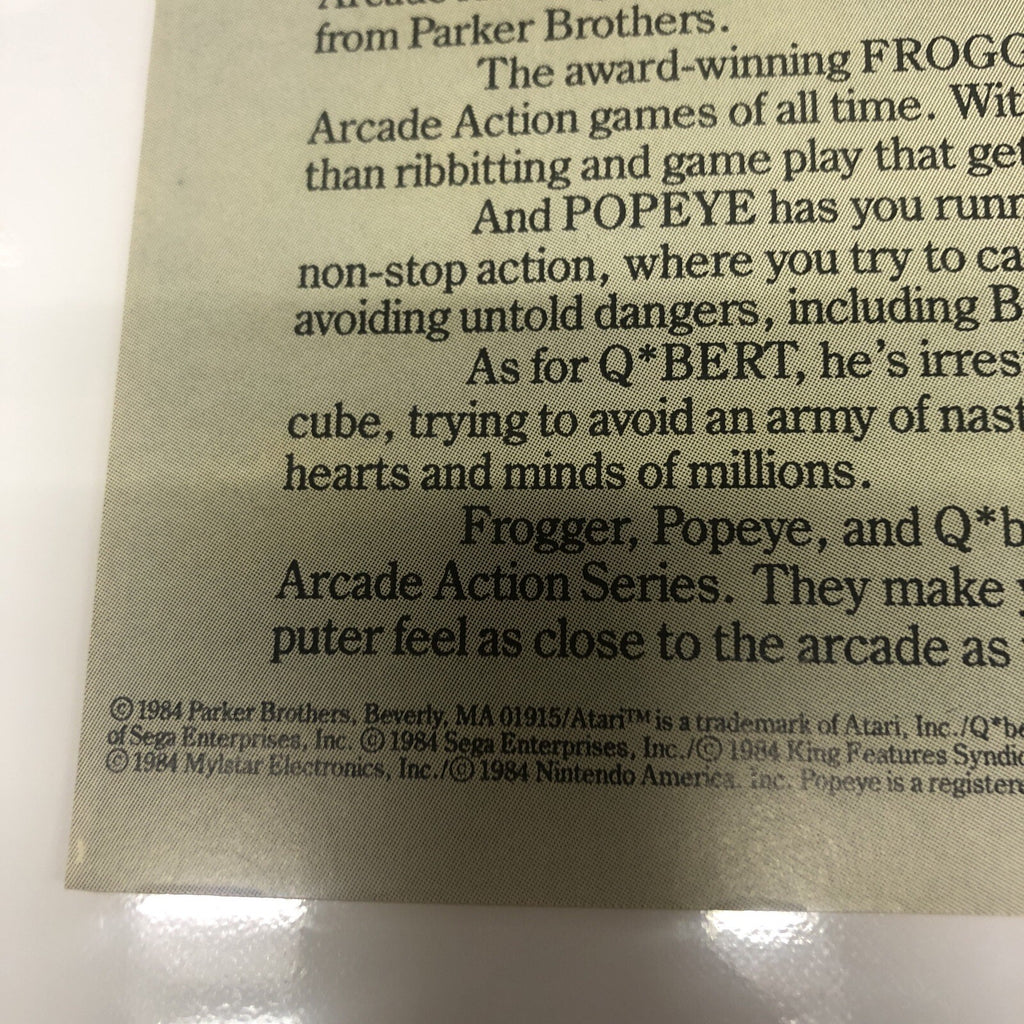 from Parker Brothers.
The award-winning FROGG
Arcade Action games of all time. Wit
than ribbitting and game play that get
And POPEYE has you runn
non-stop action, where you try to ca
avoiding untold dangers, including B
As for Q*BERT, he's irres
cube, trying to avoid an army of nast
hearts and minds of millions.
Frogger, Popeye, and Q*b
Arcade Action Series. They make y
puter feel as close to the arcade as
©1984 Parker Brothers, Beverly, MA 01915/Atari™ is a trademark of Atari, Inc./Q*be
of Sega Enterprises, Inc. ©1984 Sega Enterprises, Inc./© 1984 King Features Syndic
©1984 Mylstar Electronics, Inc./©1984 Nintendo America. Inc. Popeye is a registere